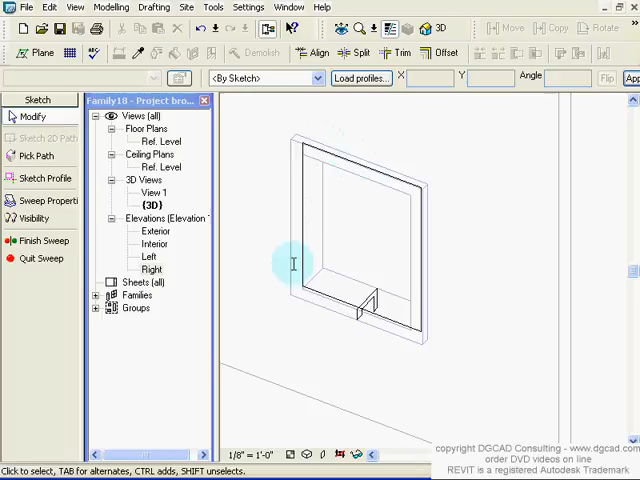 File Edit View Modelling Drawing Site Tools Settings Window Help
3D Move Copy Rotate
Plane Demolish Align Split Trim Offset
<By Sketch> Load profiles... X Y Angle Flip App
Sketch
Modify
Sketch 2D Path
Pick Path
Sketch Profile
Sweep Properti
Visibility
Finish Sweep
Quit Sweep
Family18 - Project brow
Views (all)
Floor Plans
Ref. Level
Ceiling Plans
Ref. Level
3D Views
View 1
{3D}
Elevations (Elevation
Exterior
Interior
Left
Right
Sheets (all)
Families
Groups
1/8" = 1'-0"
Click to select, TAB for alternates, CTRL adds, SHIFT unselects.
copyright DGCAD Consulting - www.dgcad.com
order DVD videos on line
REVIT is a registered Autodesk Trademark